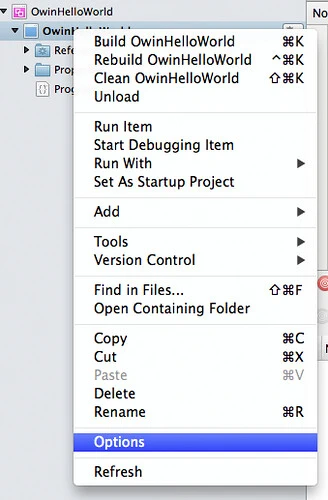 OwinHelloWorld
No
OwinHelloWorld
Build OwinHelloWorld ⌘K
Refe
Rebuild OwinHelloWorld ^⌘K
Prop
Clean OwinHelloWorld ⇧⌘K
Prog
Unload
Run Item
Start Debugging Item
Run With ▶
Set As Startup Project
Add ▶
Tools ▶
Version Control ▶
Find in Files... ⇧⌘F
Open Containing Folder
Copy ⌘C
Cut ⌘X
Paste ⌘V
Delete
Rename ⌘R
Options
Refresh